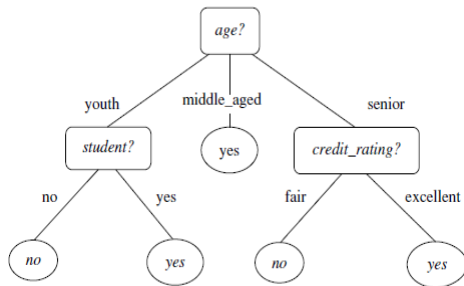 age?
youth
middle_aged
senior
student?
yes
credit_rating?
no
yes
fair
excellent
no
yes
no
yes